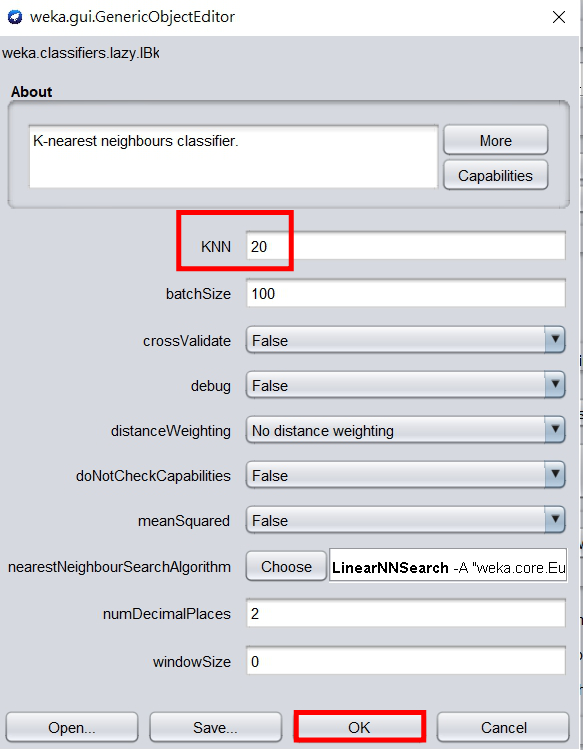 weka.gui.GenericObjectEditor
weka.classifiers.lazy.IBk
About
K-nearest neighbours classifier.
More
Capabilities
KNN 20
batchSize 100
crossValidate False
debug False
distanceWeighting No distance weighting
doNotCheckCapabilities False
meanSquared False
nearestNeighbourSearchAlgorithm Choose LinearNNSearch -A "weka.core.Eu
numDecimalPlaces 2
windowSize 0
Open... Save... OK Cancel